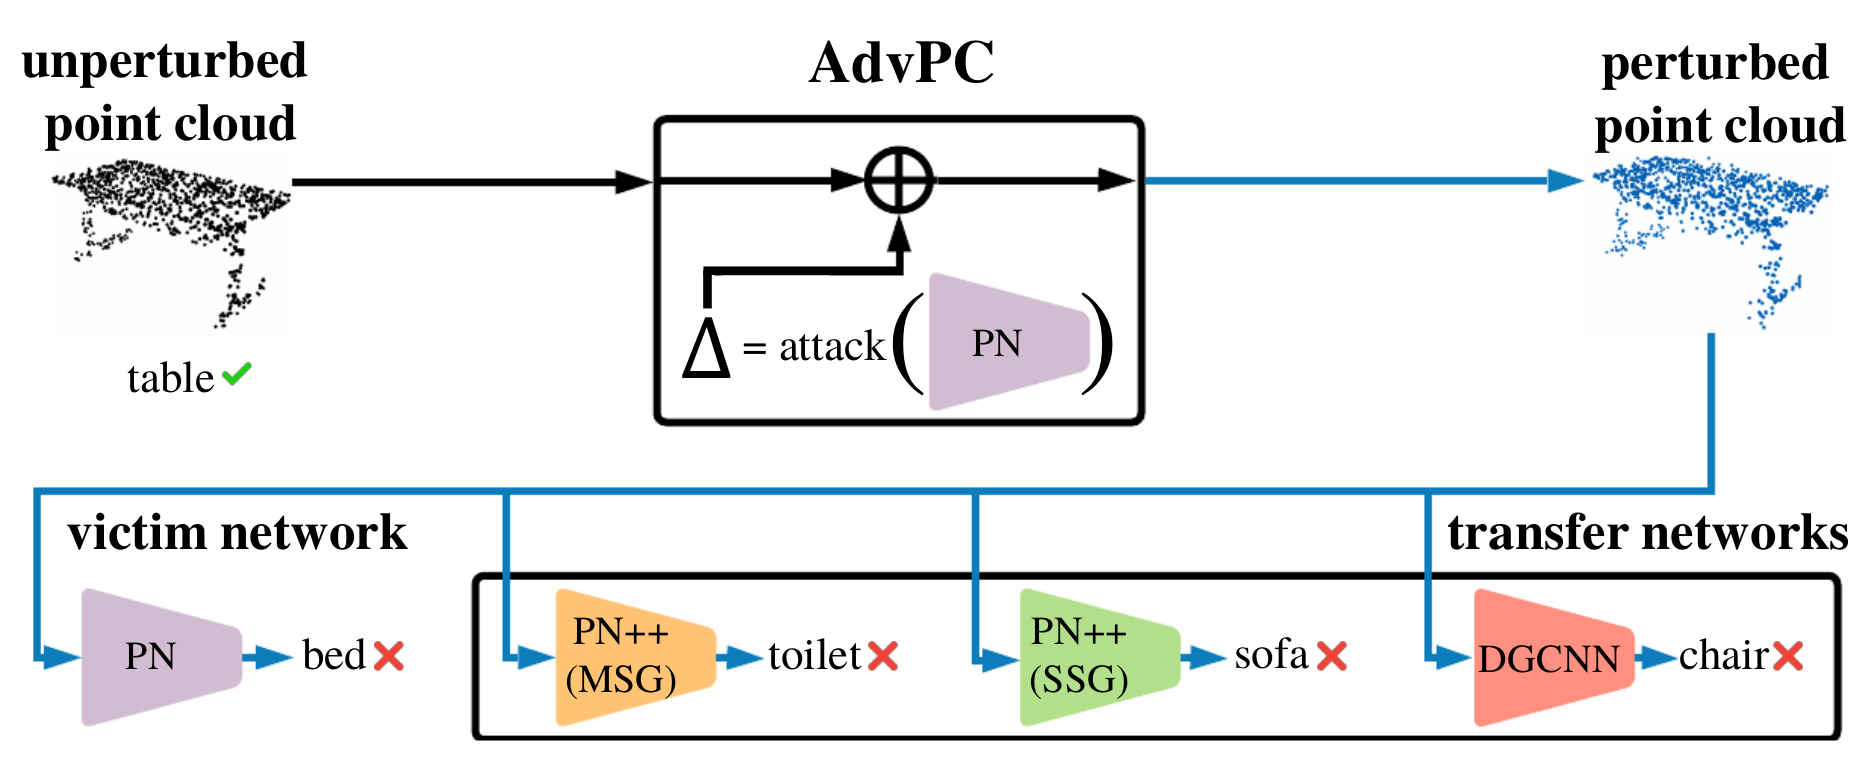 unperturbed
point cloud
AdvPC
perturbed
point cloud
Δ = attack( PN )
table
victim network
transfer networks
PN
bed
PN++
(MSG)
toilet
PN++
(SSG)
sofa
DGCNN
chair